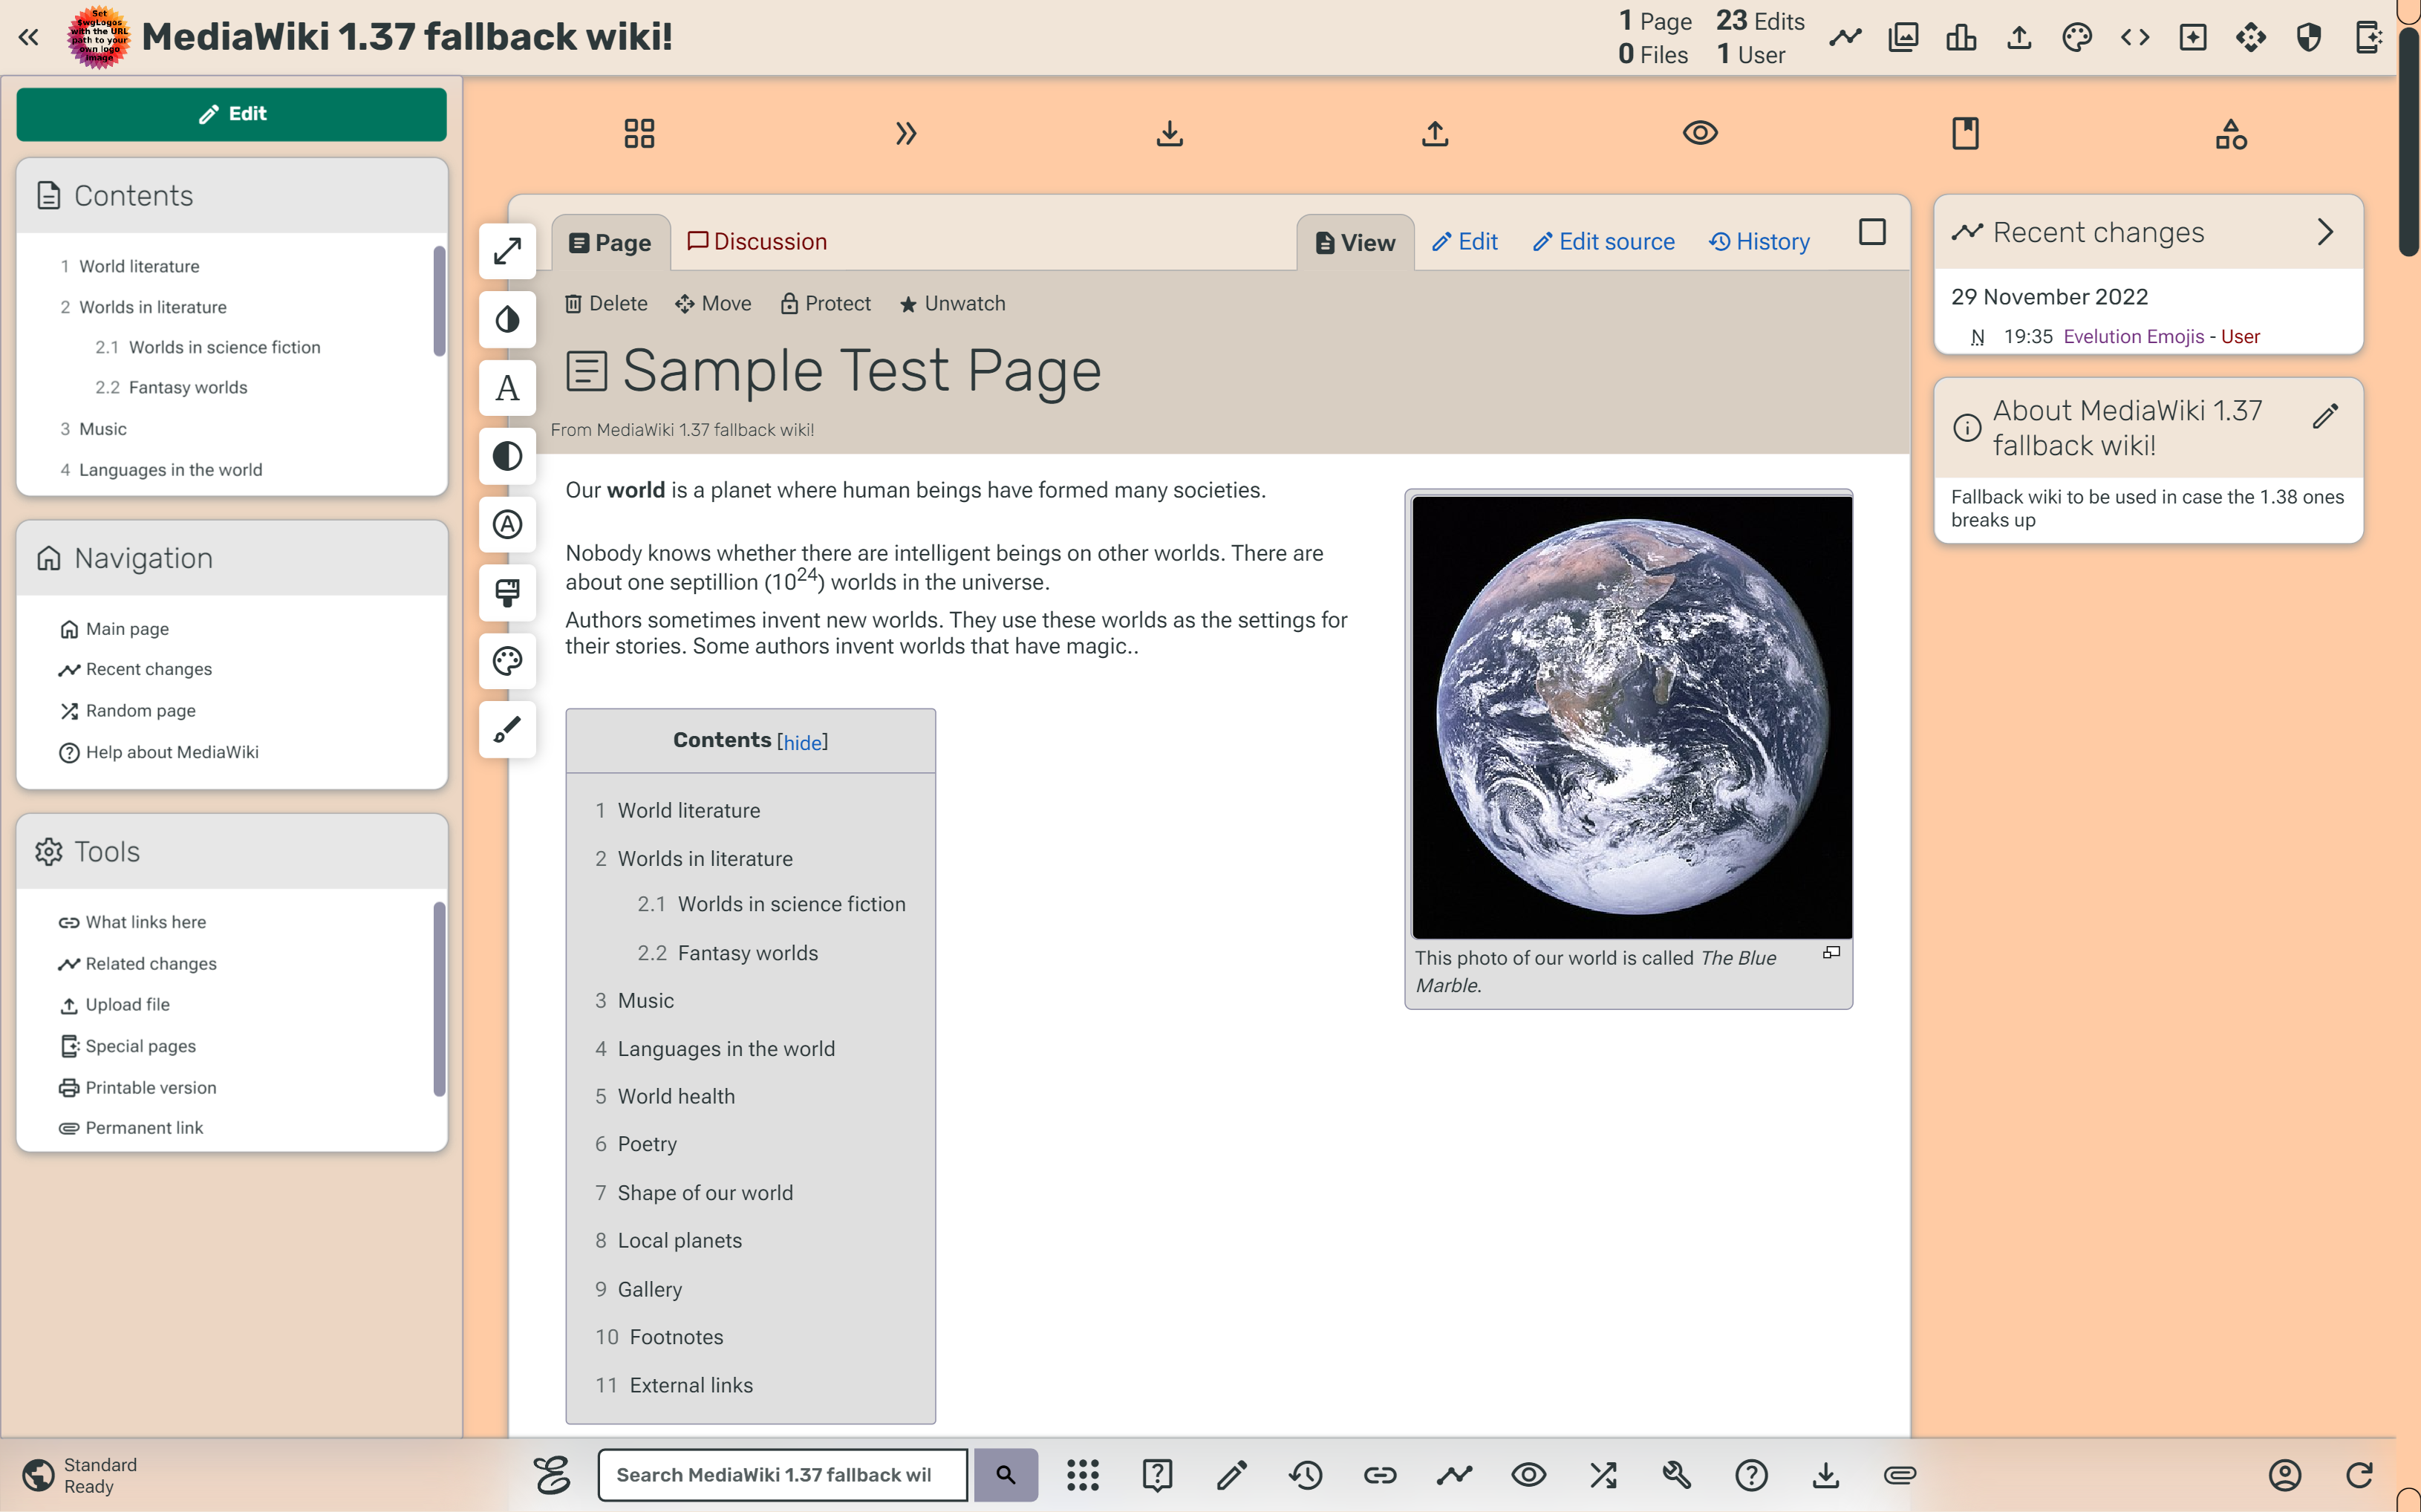 Set
$wgLogos
with the URL
path to your
own logo
image
MediaWiki 1.37 fallback wiki!
1 Page 23 Edits
0 Files 1 User
Edit
Contents
1 World literature
2 Worlds in literature
2.1 Worlds in science fiction
2.2 Fantasy worlds
3 Music
4 Languages in the world
Navigation
Main page
Recent changes
Random page
Help about MediaWiki
Tools
What links here
Related changes
Upload file
Special pages
Printable version
Permanent link
Page Discussion View Edit Edit source History
Delete Move Protect Unwatch
Sample Test Page
From MediaWiki 1.37 fallback wiki!
Our world is a planet where human beings have formed many societies.
Nobody knows whether there are intelligent beings on other worlds. There are
about one septillion (10²⁴) worlds in the universe.
Authors sometimes invent new worlds. They use these worlds as the settings for
their stories. Some authors invent worlds that have magic..
Contents [hide]
1 World literature
2 Worlds in literature
2.1 Worlds in science fiction
2.2 Fantasy worlds
3 Music
4 Languages in the world
5 World health
6 Poetry
7 Shape of our world
8 Local planets
9 Gallery
10 Footnotes
11 External links
This photo of our world is called The Blue
Marble.
Recent changes
29 November 2022
N 19:35 Evelution Emojis - User
About MediaWiki 1.37
fallback wiki!
Fallback wiki to be used in case the 1.38 ones
breaks up
A
A
Standard
Ready
Search MediaWiki 1.37 fallback wil